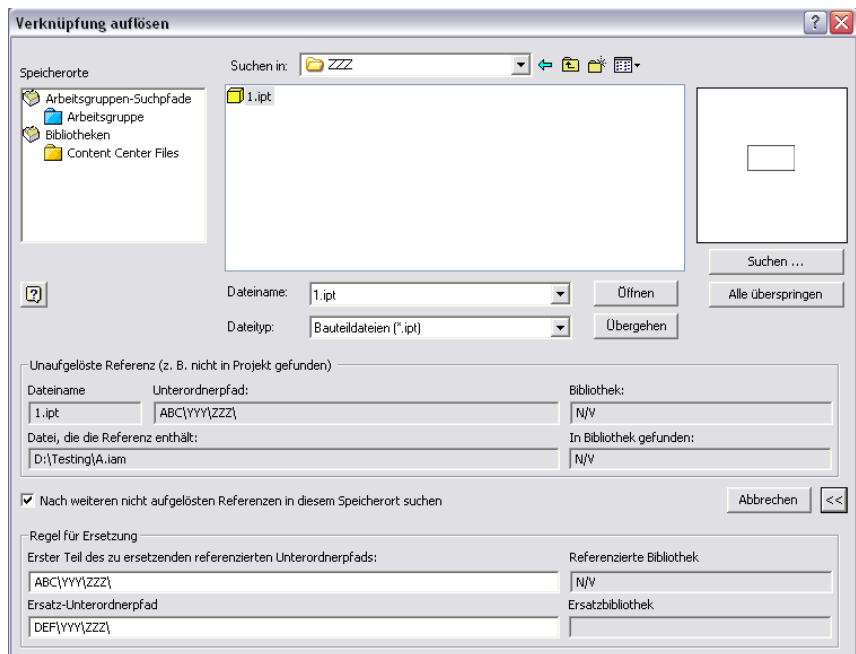 Verknüpfung auflösen
Speicherorte
Arbeitsgruppen-Suchpfade
Arbeitsgruppe
Bibliotheken
Content Center Files
Suchen in: ZZZ
1.ipt
Suchen ...
Dateiname: 1.ipt Öffnen Alle überspringen
Dateityp: Bauteildateien (*.ipt) Übergehen
Unaufgelöste Referenz (z. B. nicht in Projekt gefunden)
Dateiname Unterordnerpfad: Bibliothek:
1.ipt ABC\YYY\ZZZ\ N/V
Datei, die die Referenz enthält: In Bibliothek gefunden:
D:\Testing\A.iam N/V
Nach weiteren nicht aufgelösten Referenzen in diesem Speicherort suchen Abbrechen <<
Regel für Ersetzung
Erster Teil des zu ersetzenden referenzierten Unterordnerpfads: Referenzierte Bibliothek
ABC\YYY\ZZZ\ N/V
Ersatz-Unterordnerpfad Ersatzbibliothek
DEF\YYY\ZZZ\